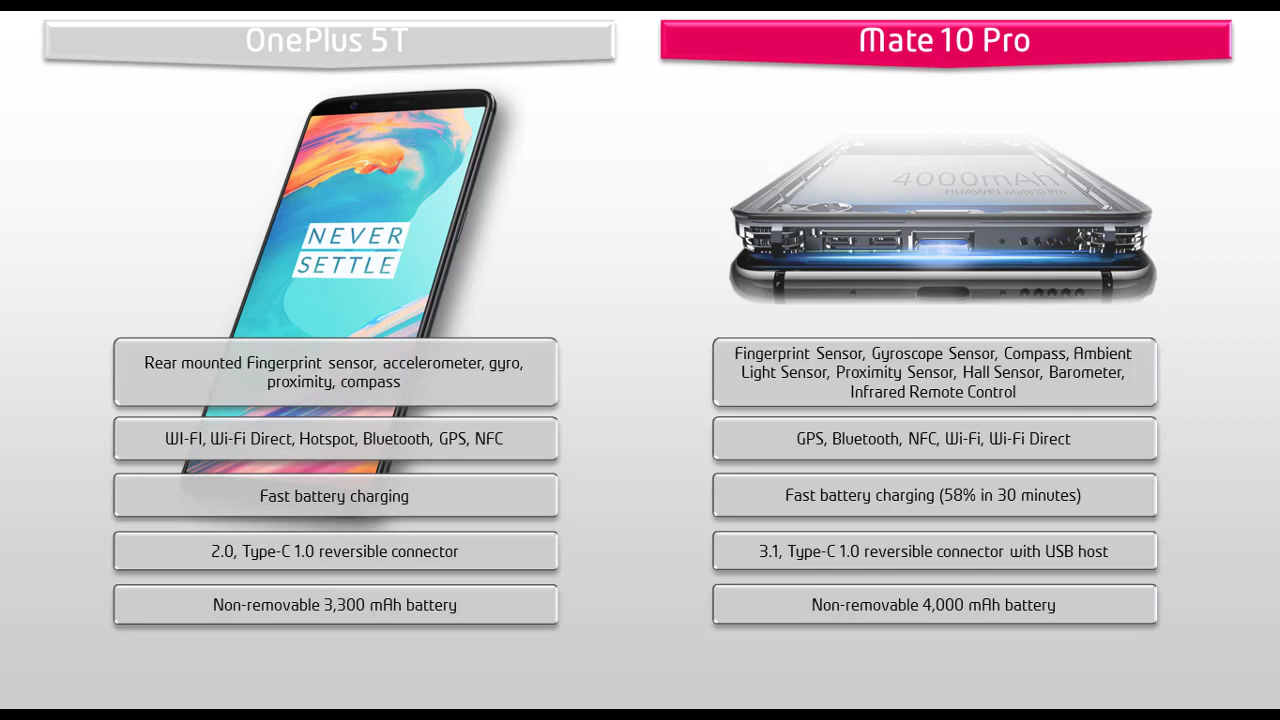 OnePlus 5T
NEVER
SETTLE
Rear mounted Fingerprint sensor, accelerometer, gyro,
proximity, compass
WI-FI, Wi-Fi Direct, Hotspot, Bluetooth, GPS, NFC
Fast battery charging
2.0, Type-C 1.0 reversible connector
Non-removable 3,300 mAh battery
Mate 10 Pro
4000mAh
HUAWEI Mate10 Pro
Fingerprint Sensor, Gyroscope Sensor, Compass, Ambient
Light Sensor, Proximity Sensor, Hall Sensor, Barometer,
Infrared Remote Control
GPS, Bluetooth, NFC, Wi-Fi, Wi-Fi Direct
Fast battery charging (58% in 30 minutes)
3.1, Type-C 1.0 reversible connector with USB host
Non-removable 4,000 mAh battery